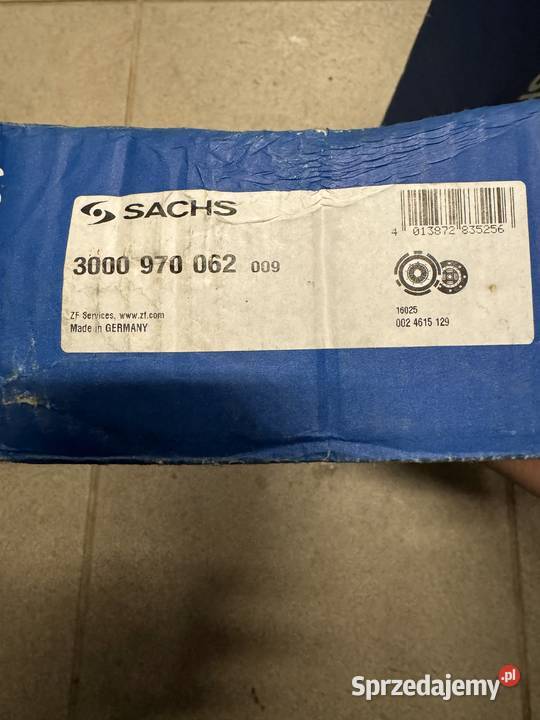 SACHS
3000 970 062 009
ZF Services, www.zf.com
Made in GERMANY
4 013872 835256
16025
002 4615 129
Sprzedajemy.pl